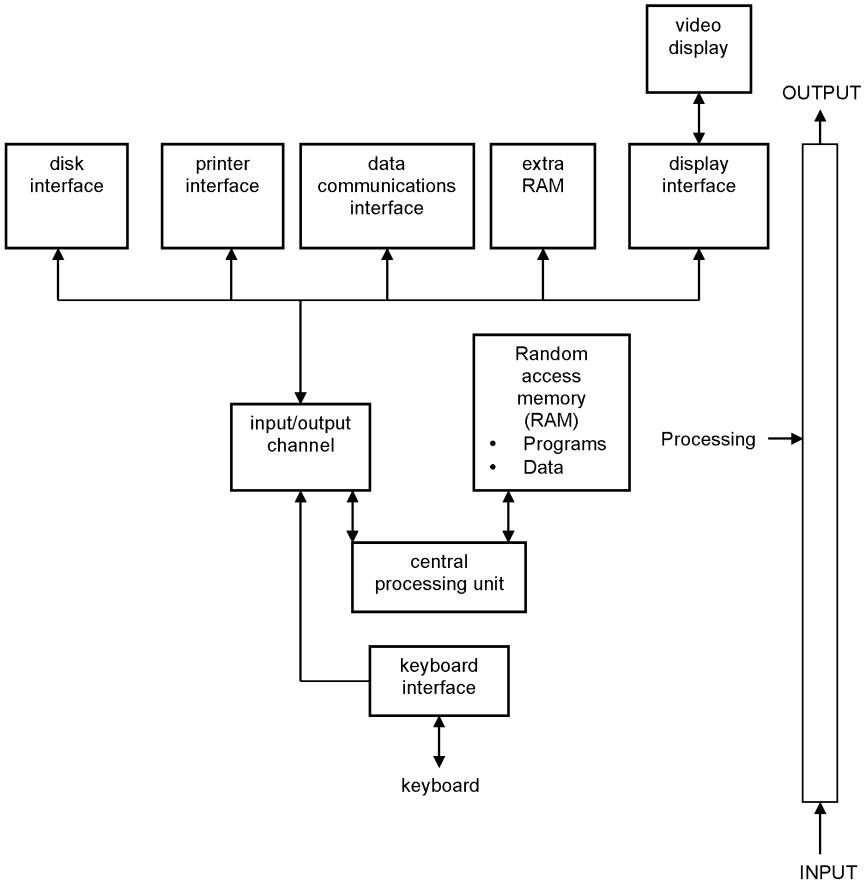 video
display
OUTPUT
disk
interface
printer
interface
data
communications
interface
extra
RAM
display
interface
Random
access
memory
(RAM)
• Programs
• Data
input/output
channel
Processing
central
processing unit
keyboard
interface
keyboard
INPUT